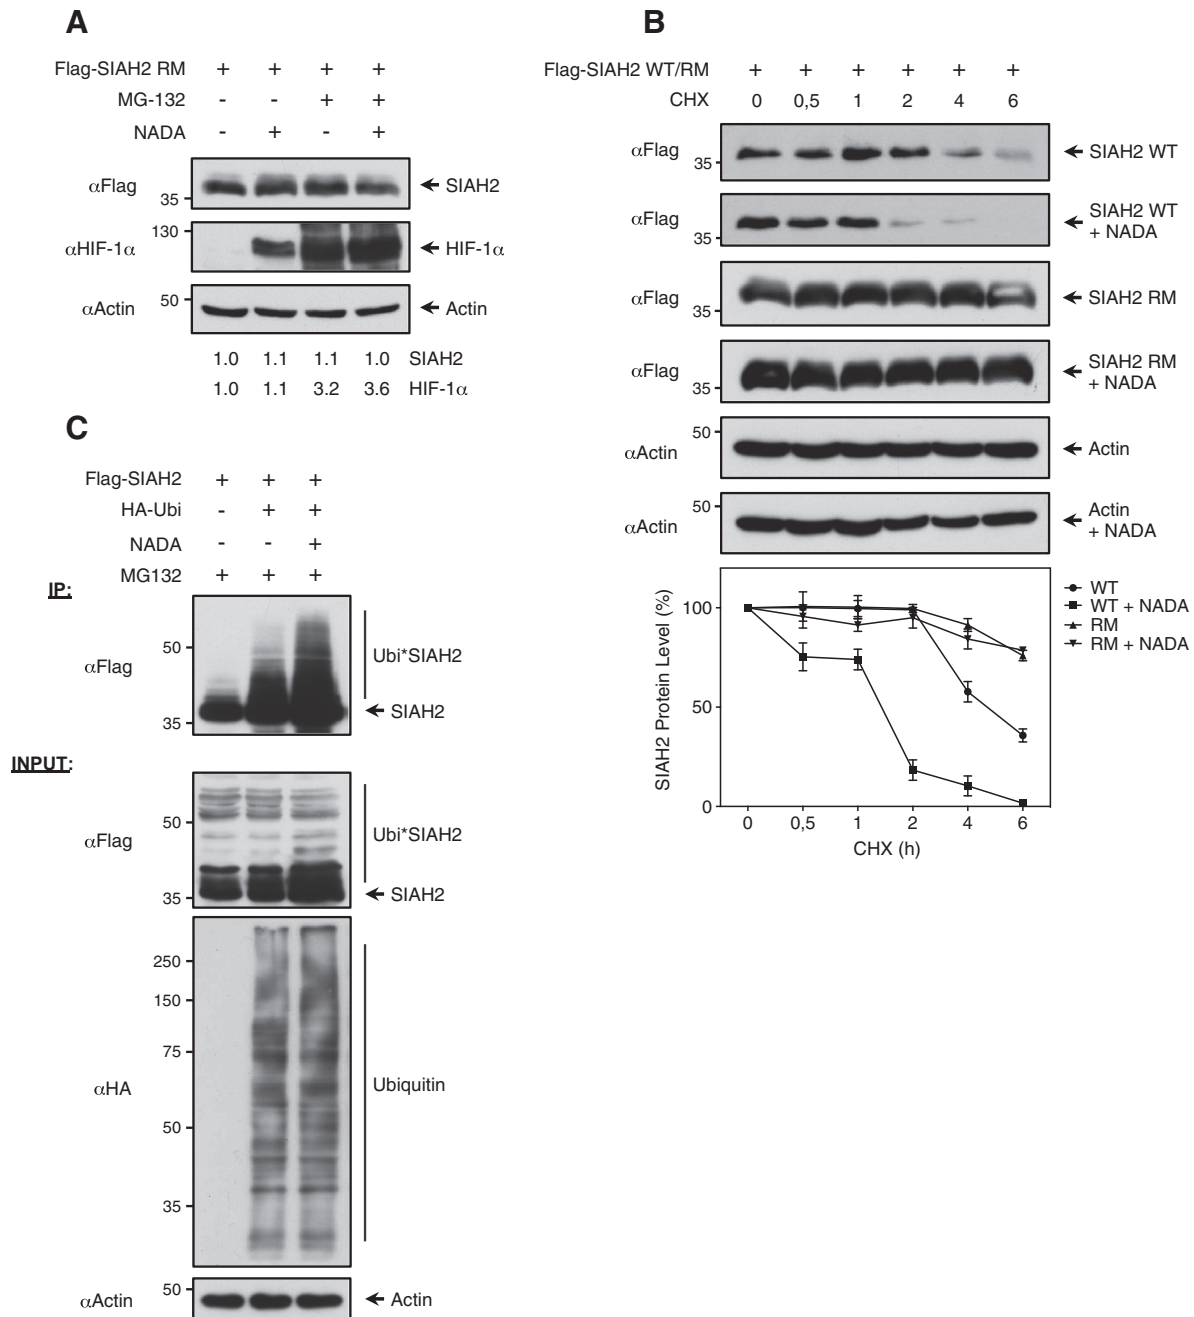 A
Flag-SIAH2 RM + + + +
MG-132 - - + +
NADA - + - +
αFlag 35 SIAH2
αHIF-1α 130 HIF-1α
αActin 50 Actin
1.0 1.1 1.1 1.0 SIAH2
1.0 1.1 3.2 3.6 HIF-1α
B
Flag-SIAH2 WT/RM + + + + + +
CHX 0 0,5 1 2 4 6
αFlag 35 SIAH2 WT
αFlag 35 SIAH2 WT
+ NADA
αFlag 35 SIAH2 RM
αFlag 35 SIAH2 RM
+ NADA
αActin 50 Actin
αActin 50 Actin
+ NADA
SIAH2 Protein Level (%)
100
50
0
0 0,5 1 2 4 6
CHX (h)
WT
WT + NADA
RM
RM + NADA
C
Flag-SIAH2 + + +
HA-Ubi - + +
NADA - - +
MG132 + + +
IP:
αFlag 50 35 Ubi*SIAH2
SIAH2
INPUT:
αFlag 50 35 Ubi*SIAH2
SIAH2
250
150
75
αHA Ubiquitin
50
35
αActin 50 Actin